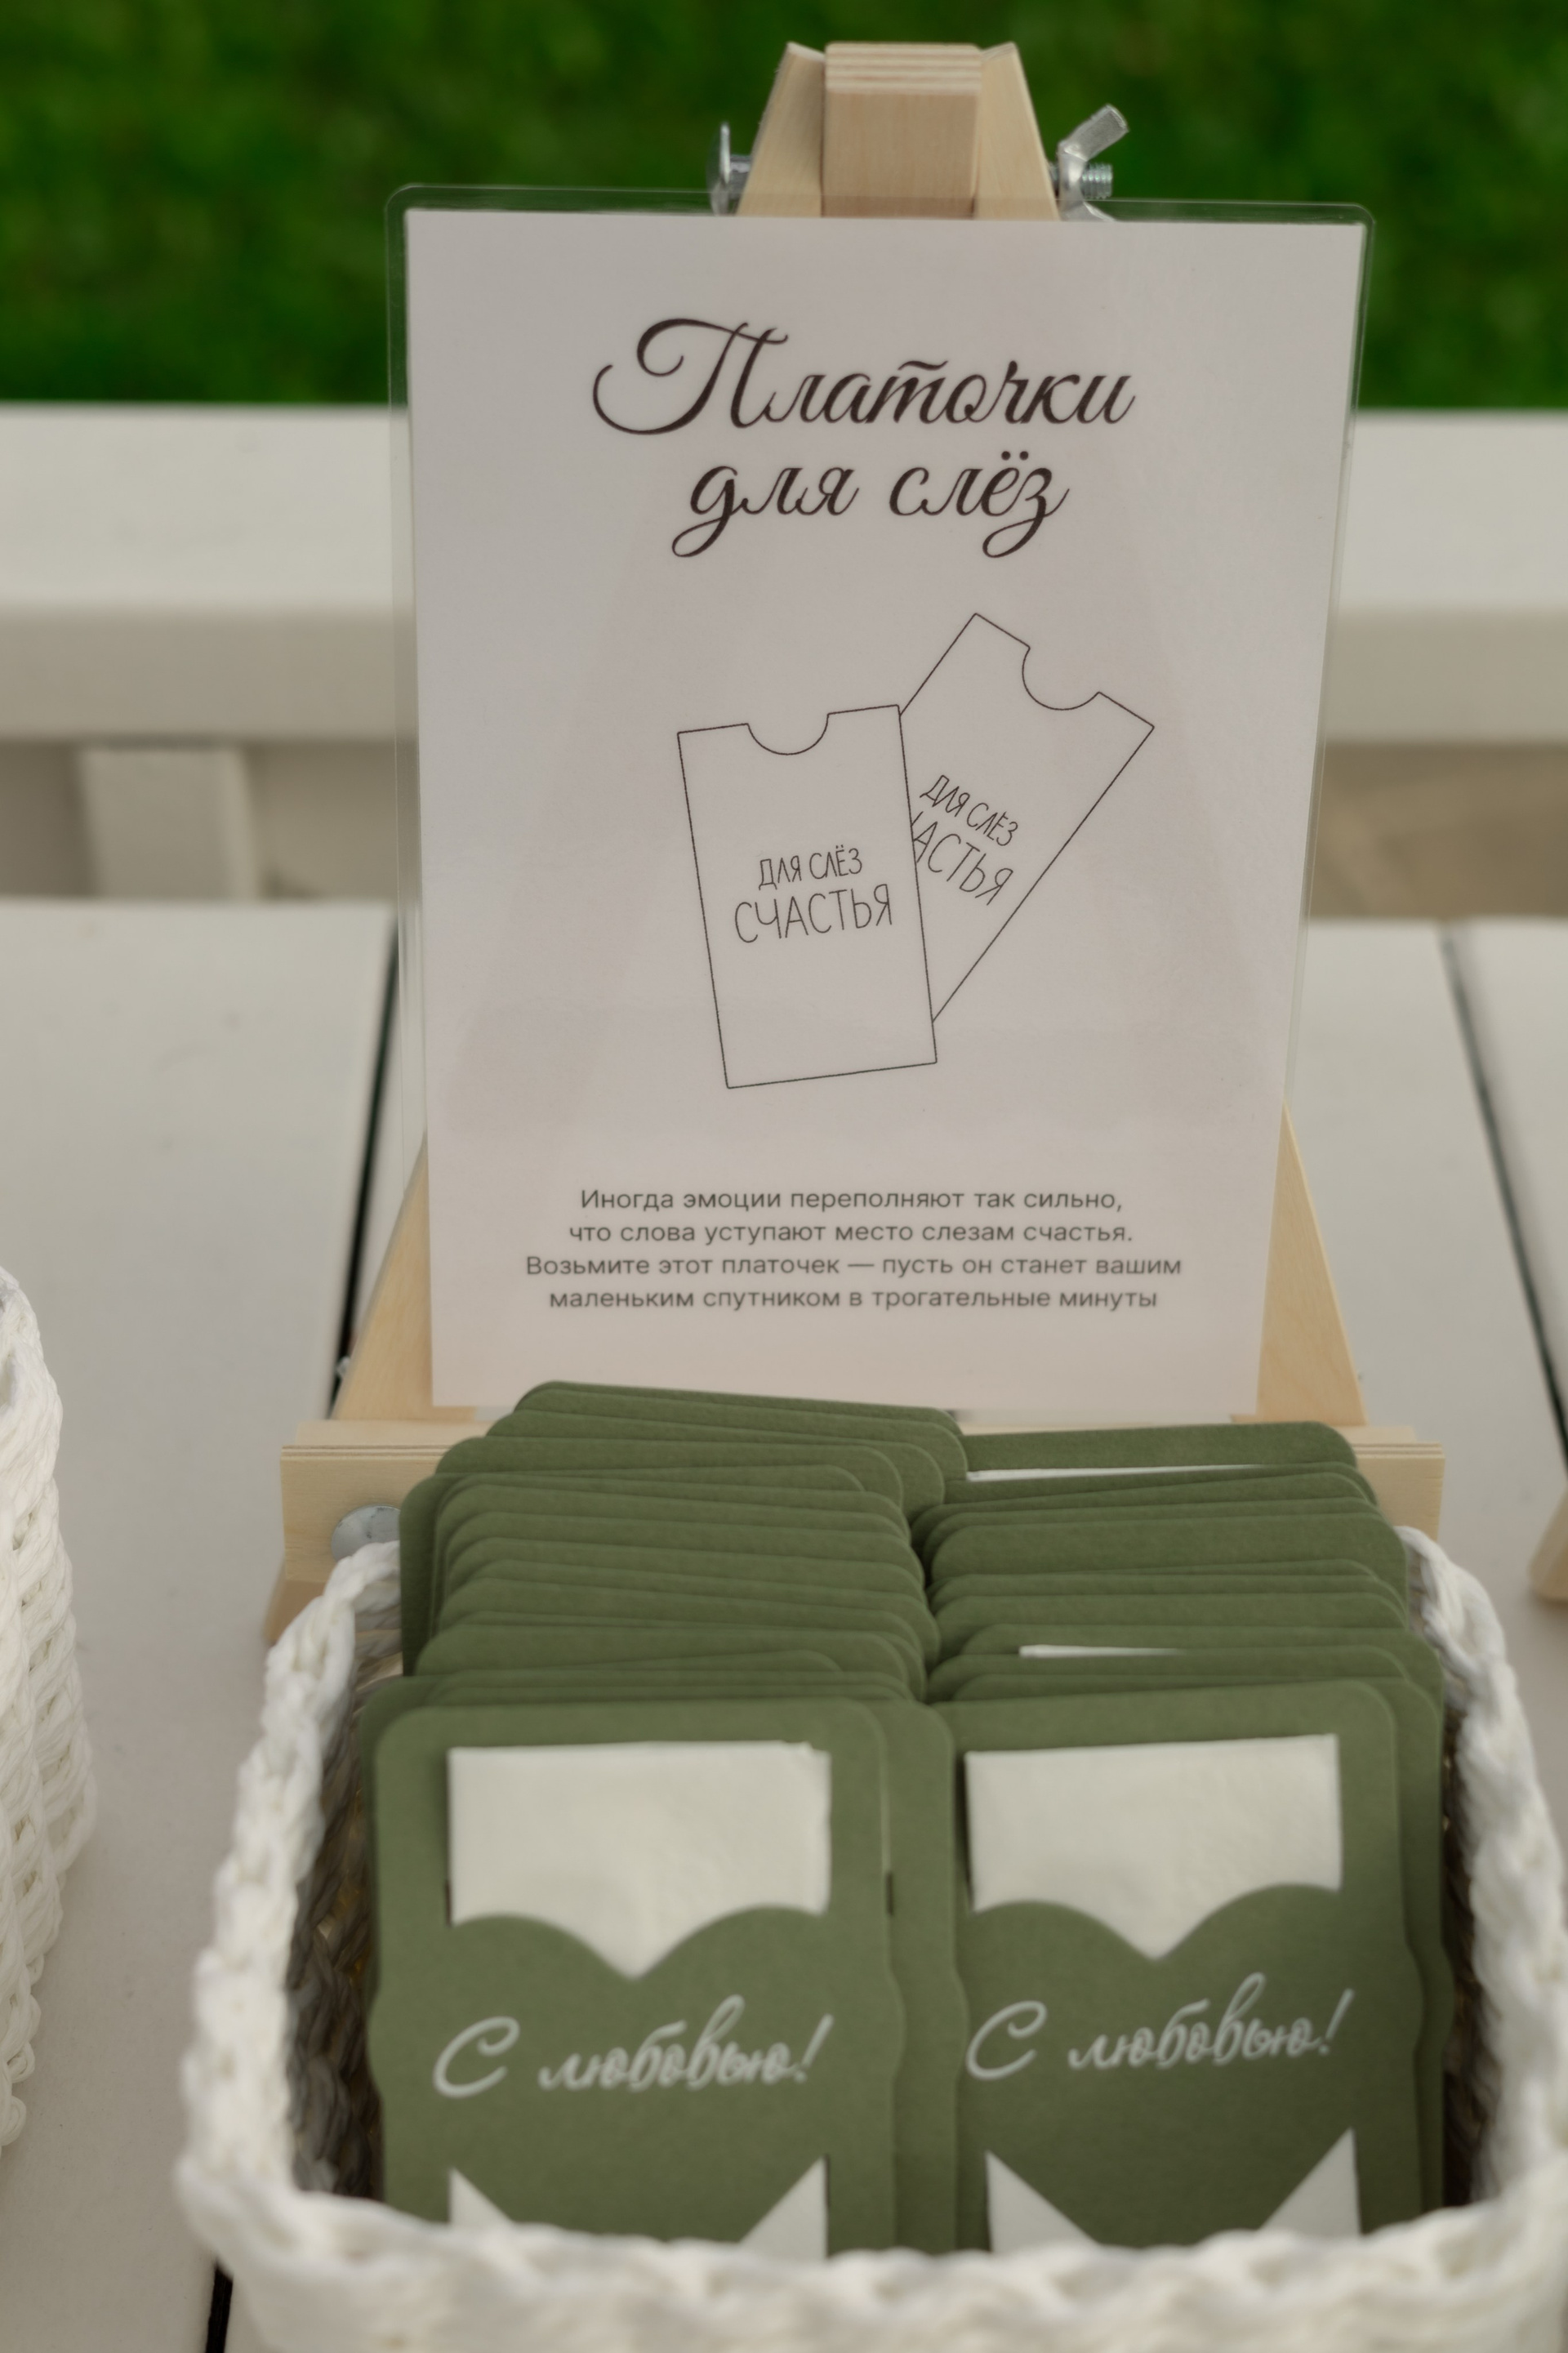 Платочки
для слёз
ДЛЯ СЛЁЗ
СЧАСТЬЯ
ДЛЯ СЛЁЗ
ЧАСТЬЯ
Иногда эмоции переполняют так сильно,
что слова уступают место слезам счастья.
Возьмите этот платочек — пусть он станет вашим
маленьким спутником в трогательные минуты
С любовью!
С любовью!